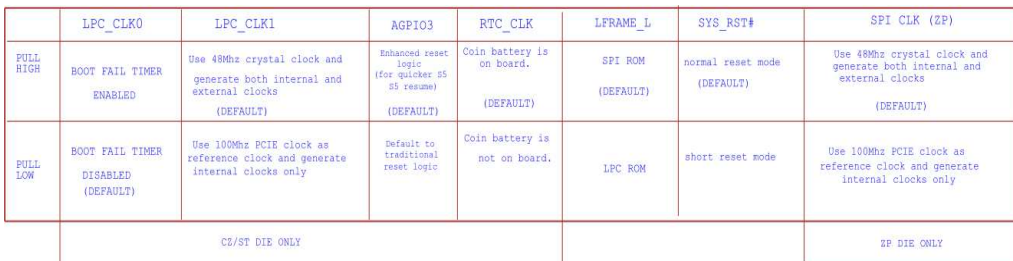 LPC_CLK0 LPC_CLK1 AGPIO3 RTC_CLK LFRAME_L SYS_RST# SPI CLK (ZP)
PULL
HIGH
BOOT FAIL TIMER
ENABLED
Use 48Mhz crystal clock and
generate both internal and
external clocks
(DEFAULT)
Enhanced reset
logic
(for quicker S5
S5 resume)
(DEFAULT)
Coin battery is
on board.
(DEFAULT)
SPI ROM
(DEFAULT)
normal reset mode
(DEFAULT)
Use 48Mhz crystal clock and
generate both internal and
external clocks
(DEFAULT)
PULL
LOW
BOOT FAIL TIMER
DISABLED
(DEFAULT)
Use 100Mhz PCIE clock as
reference clock and generate
internal clocks only
Default to
traditional
reset logic
Coin battery is
not on board.
LPC ROM
short reset mode
Use 100Mhz PCIE clock as
reference clock and generate
internal clocks only
CZ/ST DIE ONLY
ZP DIE ONLY